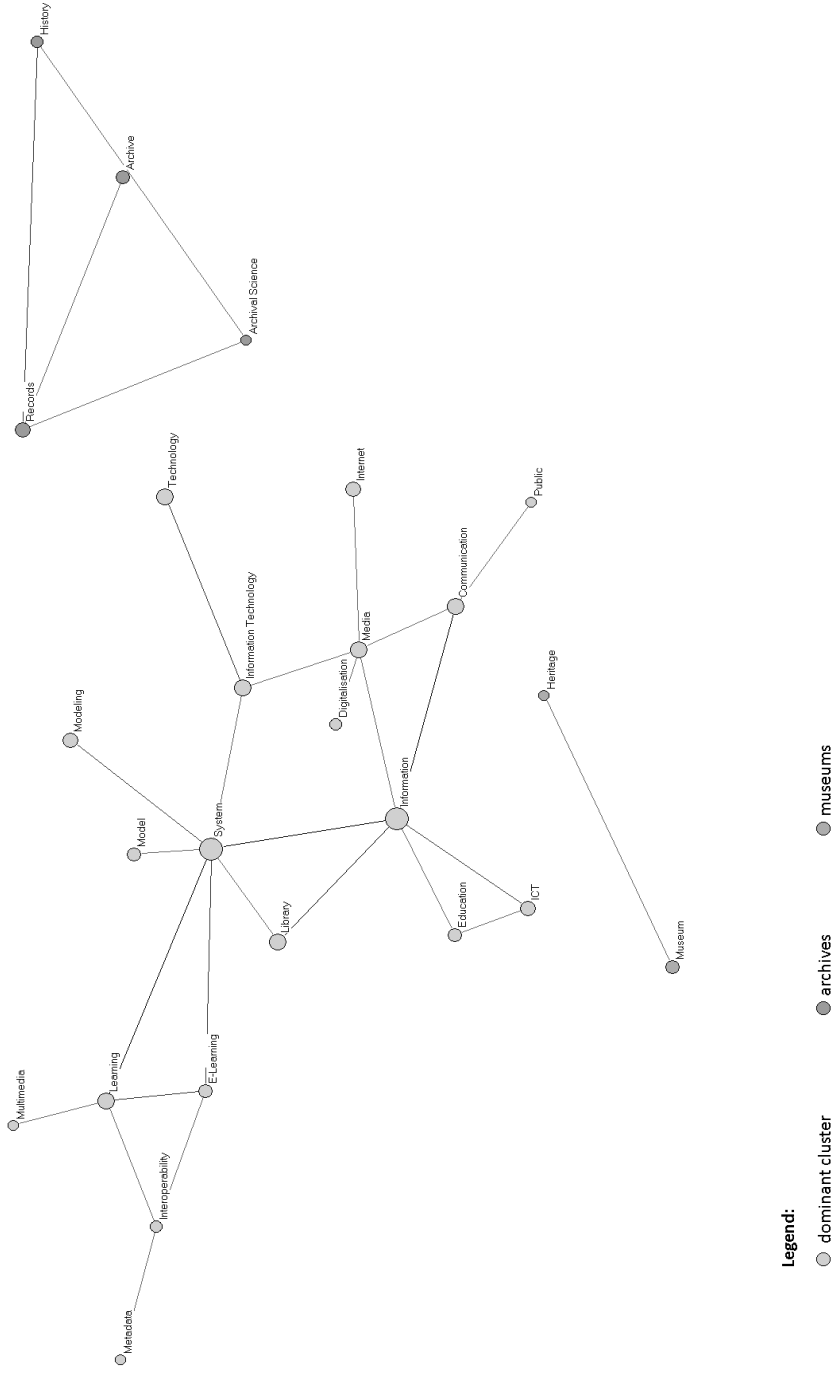 Metadata
Interoperability
Multimedia
Learning
E-Learning
Library
Education
ICT
Model
System
Modeling
Information
Digitalisation
Media
Information Technology
Technology
Internet
Communication
Public
Heritage
Museum
Records
Archival Science
Archive
History
Legend:
dominant cluster
archives
museums